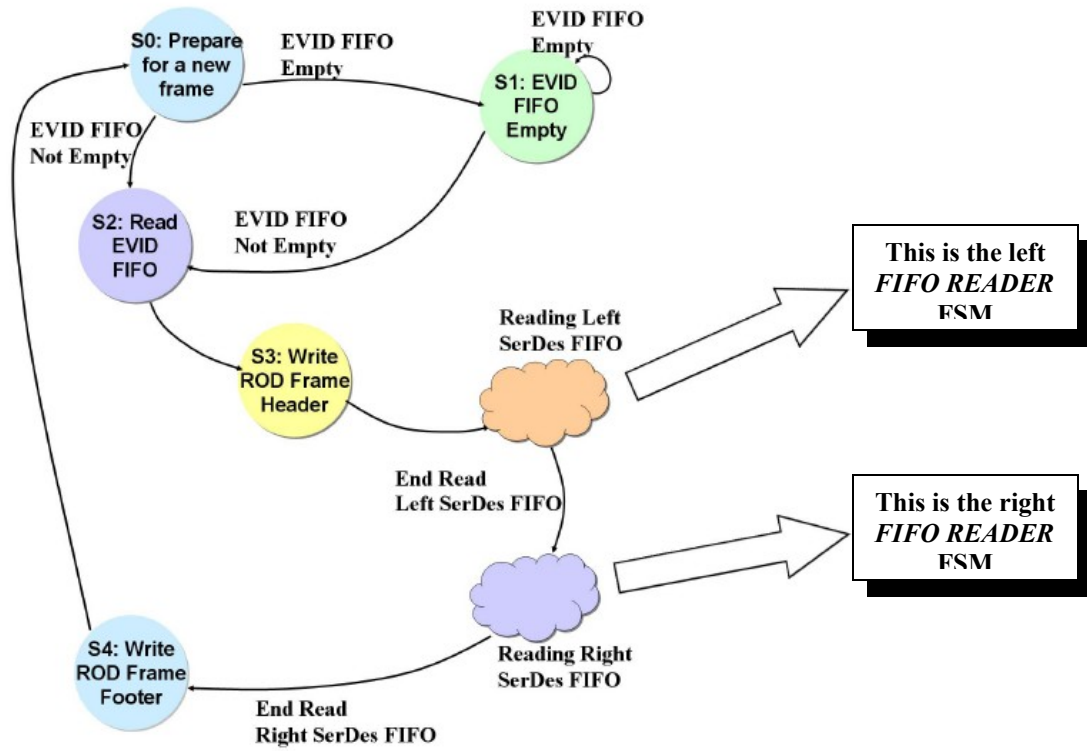 S0: Prepare
for a new
frame
EVID FIFO
Empty
EVID FIFO
Empty
S1: EVID
FIFO
Empty
EVID FIFO
Not Empty
S2: Read
EVID
FIFO
EVID FIFO
Not Empty
This is the left
FIFO READER
FSM
Reading Left
SerDes FIFO
S3: Write
ROD Frame
Header
End Read
Left SerDes FIFO
This is the right
FIFO READER
FSM
Reading Right
SerDes FIFO
S4: Write
ROD Frame
Footer
End Read
Right SerDes FIFO